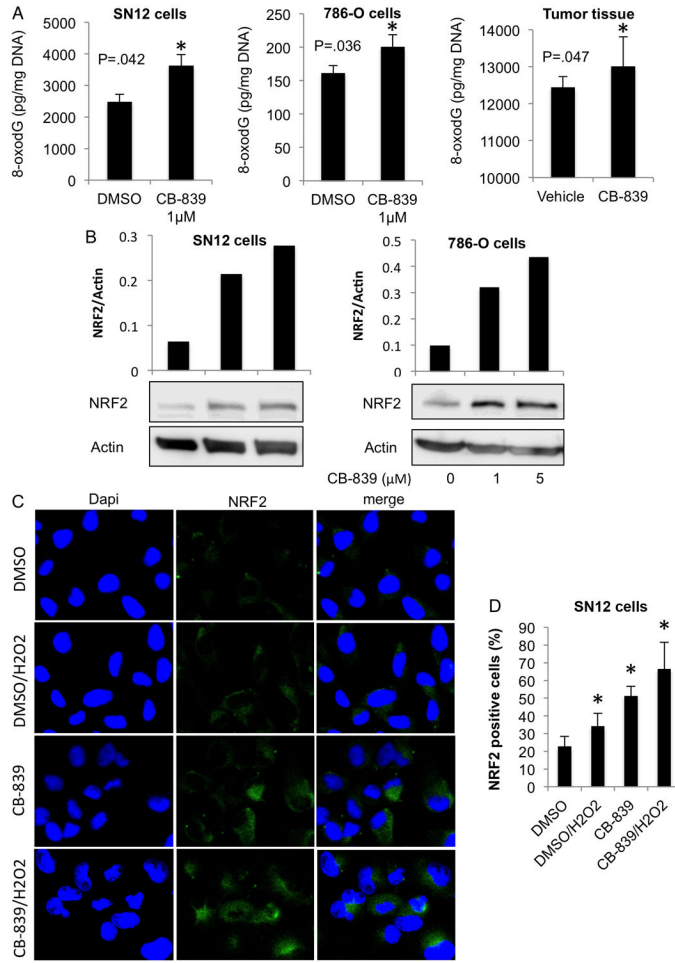 A
SN12 cells
8-oxodG (pg/mg DNA)
5000
4000
3000
2000
1000
0
P=.042
*
DMSO
CB-839
1μM
786-O cells
8-oxodG (pg/mg DNA)
250
200
150
100
50
0
P=.036
*
DMSO
CB-839
1μM
Tumor tissue
8-oxodG (pg/mg DNA)
14000
13000
12000
11000
10000
P=.047
*
Vehicle
CB-839
B
SN12 cells
NRF2/Actin
0.3
0.2
0.1
0
NRF2
Actin
786-O cells
NRF2/Actin
0.5
0.4
0.3
0.2
0.1
0
NRF2
Actin
CB-839 (μM) 0 1 5
C
Dapi NRF2 merge
DMSO
DMSO/H2O2
CB-839
CB-839/H2O2
D
SN12 cells
NRF2 positive cells (%)
90
80
70
60
50
40
30
20
10
0
*
*
*
DMSO
DMSO/H2O2
CB-839
CB-839/H2O2